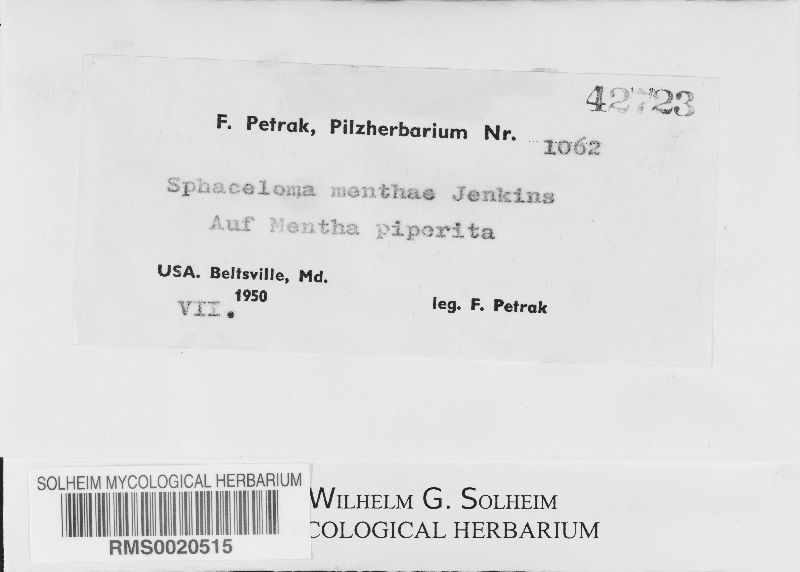 42723
F. Petrak, Pilzherbarium Nr. 1062
Sphaceloma menthae Jenkins
Auf Mentha piperita
USA. Beltsville, Md.
VII. 1950
leg. F. Petrak
SOLHEIM MYCOLOGICAL HERBARIUM
RMS0020515
WILHELM G. SOLHEIM
COLOGICAL HERBARIUM